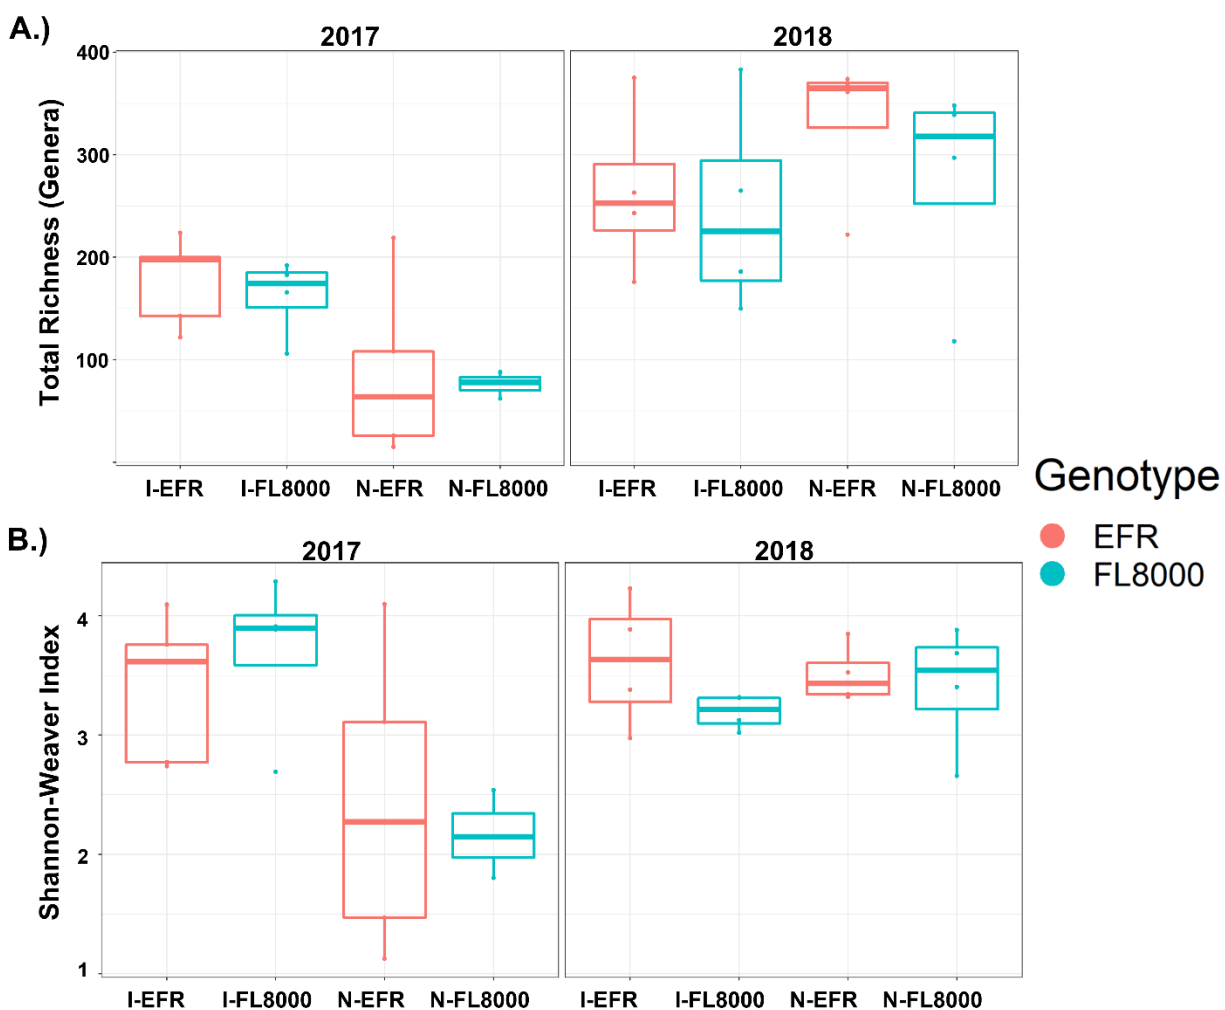 A.)
2017 2018
Total Richness (Genera)
400
300
200
100
I-EFR I-FL8000 N-EFR N-FL8000 I-EFR I-FL8000 N-EFR N-FL8000
Genotype
EFR
FL8000
B.)
2017 2018
Shannon-Weaver Index
4
3
2
1
I-EFR I-FL8000 N-EFR N-FL8000 I-EFR I-FL8000 N-EFR N-FL8000